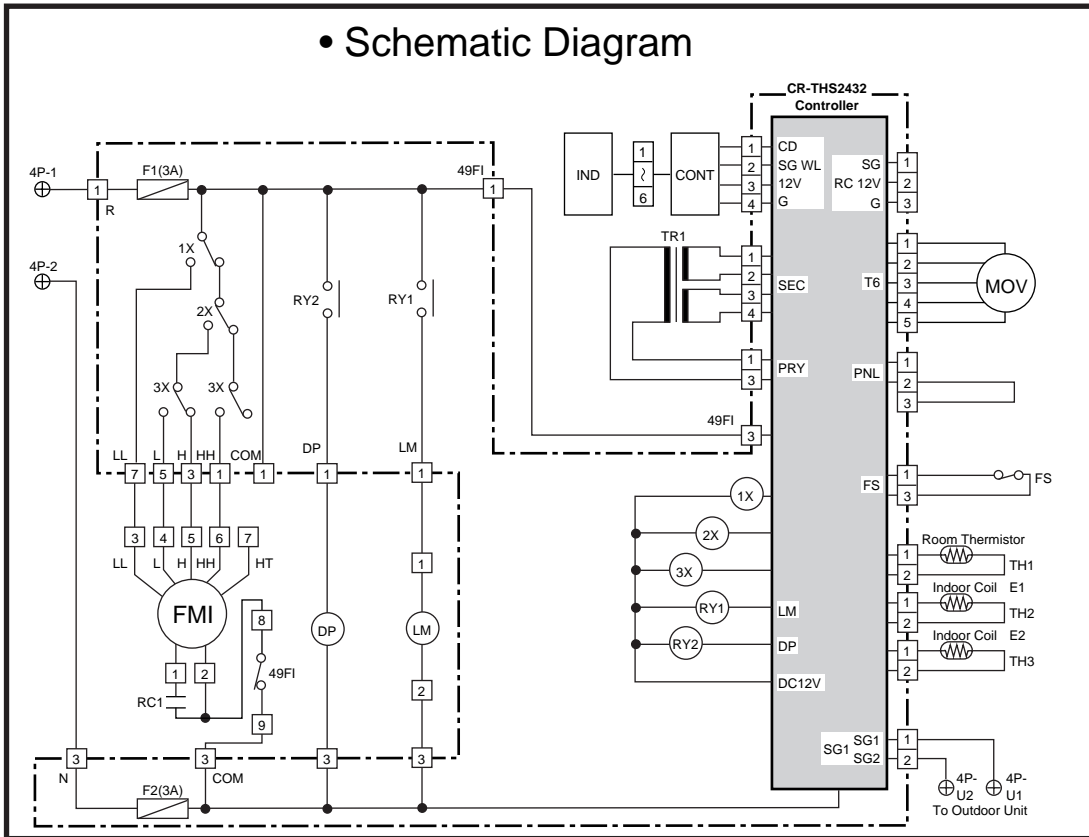 • Schematic Diagram
CR-THS2432
Controller
4P-1
1
R
F1(3A)
49FI
1
IND
1
~
6
CONT
1
2
3
4
CD
SG WL
12V
G
SG
RC 12V
G
1
2
3
4P-2
1X
2X
3X
3X
RY2
RY1
TR1
1
2
3
4
SEC
1
3
PRY
49FI
3
T6
1
2
3
4
5
MOV
PNL
1
2
3
LL
L
H
HH
COM
DP
LM
7
5
3
1
1
1
1
FS
1
3
FS
3
4
5
6
7
LL
L
H
HH
HT
FMI
1
2
RC1
8
49FI
9
DP
1
LM
2
1X
2X
3X
RY1
RY2
LM
DP
DC12V
1
2
Room Thermistor
TH1
1
2
Indoor Coil E1
TH2
1
2
Indoor Coil E2
TH3
3
N
3
COM
3
3
F2(3A)
SG1
SG1
SG2
1
2
4P-
U2
4P-
U1
To Outdoor Unit